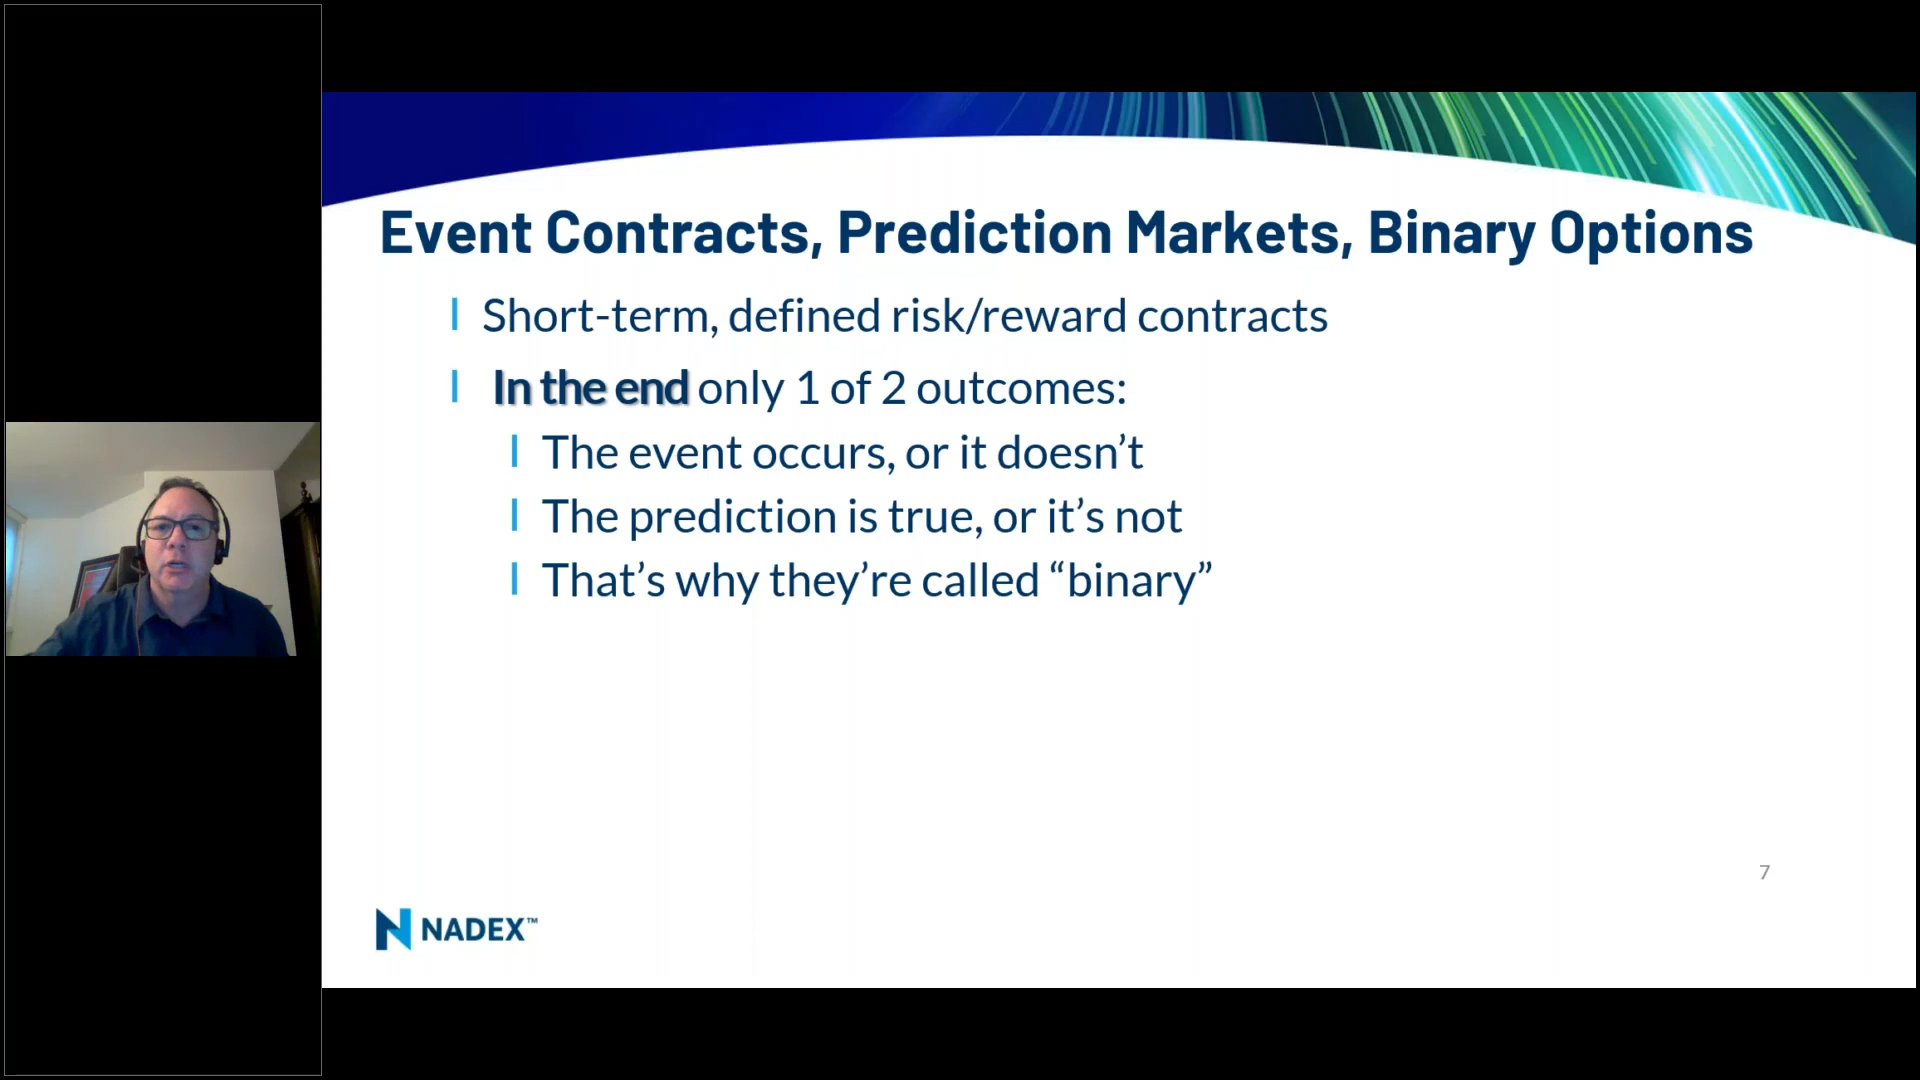 Event Contracts, Prediction Markets, Binary Options
Short-term, defined risk/reward contracts
In the end only 1 of 2 outcomes:
The event occurs, or it doesn’t
The prediction is true, or it’s not
That’s why they’re called “binary”
7
NADEX™